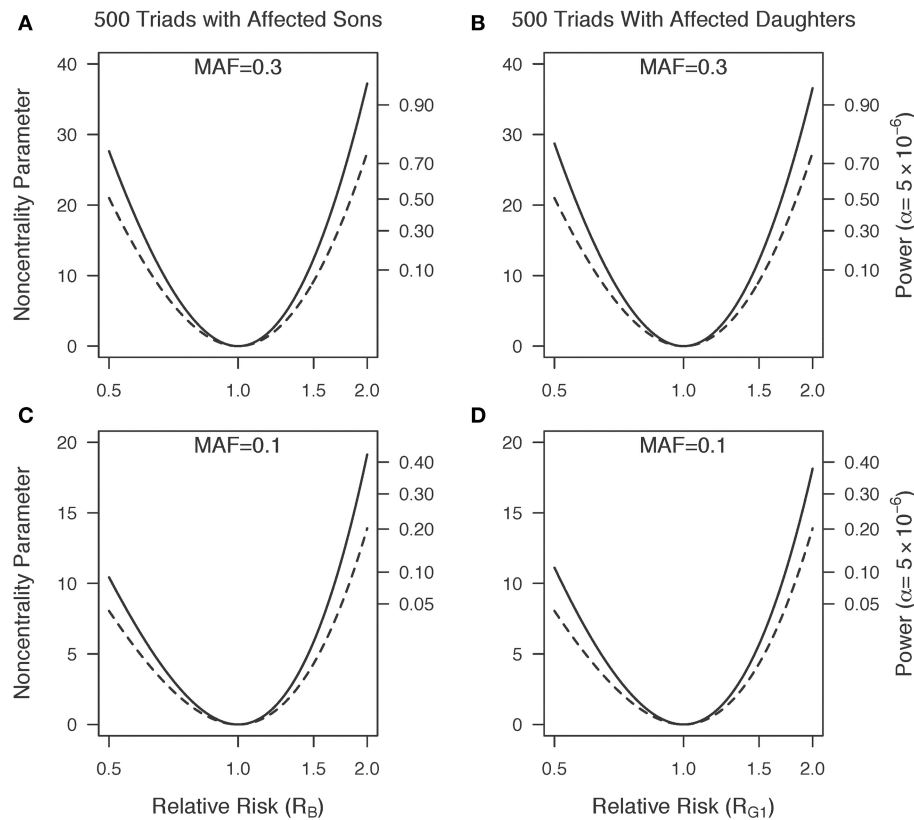 A 500 Triads with Affected Sons
B 500 Triads With Affected Daughters
MAF=0.3
40
30
20
10
0
Noncentrality Parameter
0.90
0.70
0.50
0.30
0.10
0.5 1.0 1.5 2.0
MAF=0.3
40
30
20
10
0
0.90
0.70
0.50
0.30
0.10
Power (α= 5 × 10⁻⁶)
0.5 1.0 1.5 2.0
C
MAF=0.1
20
15
10
5
0
Noncentrality Parameter
0.40
0.30
0.20
0.10
0.05
0.5 1.0 1.5 2.0
Relative Risk (R_B)
D
MAF=0.1
20
15
10
5
0
0.40
0.30
0.20
0.10
0.05
Power (α= 5 × 10⁻⁶)
0.5 1.0 1.5 2.0
Relative Risk (R_G1)